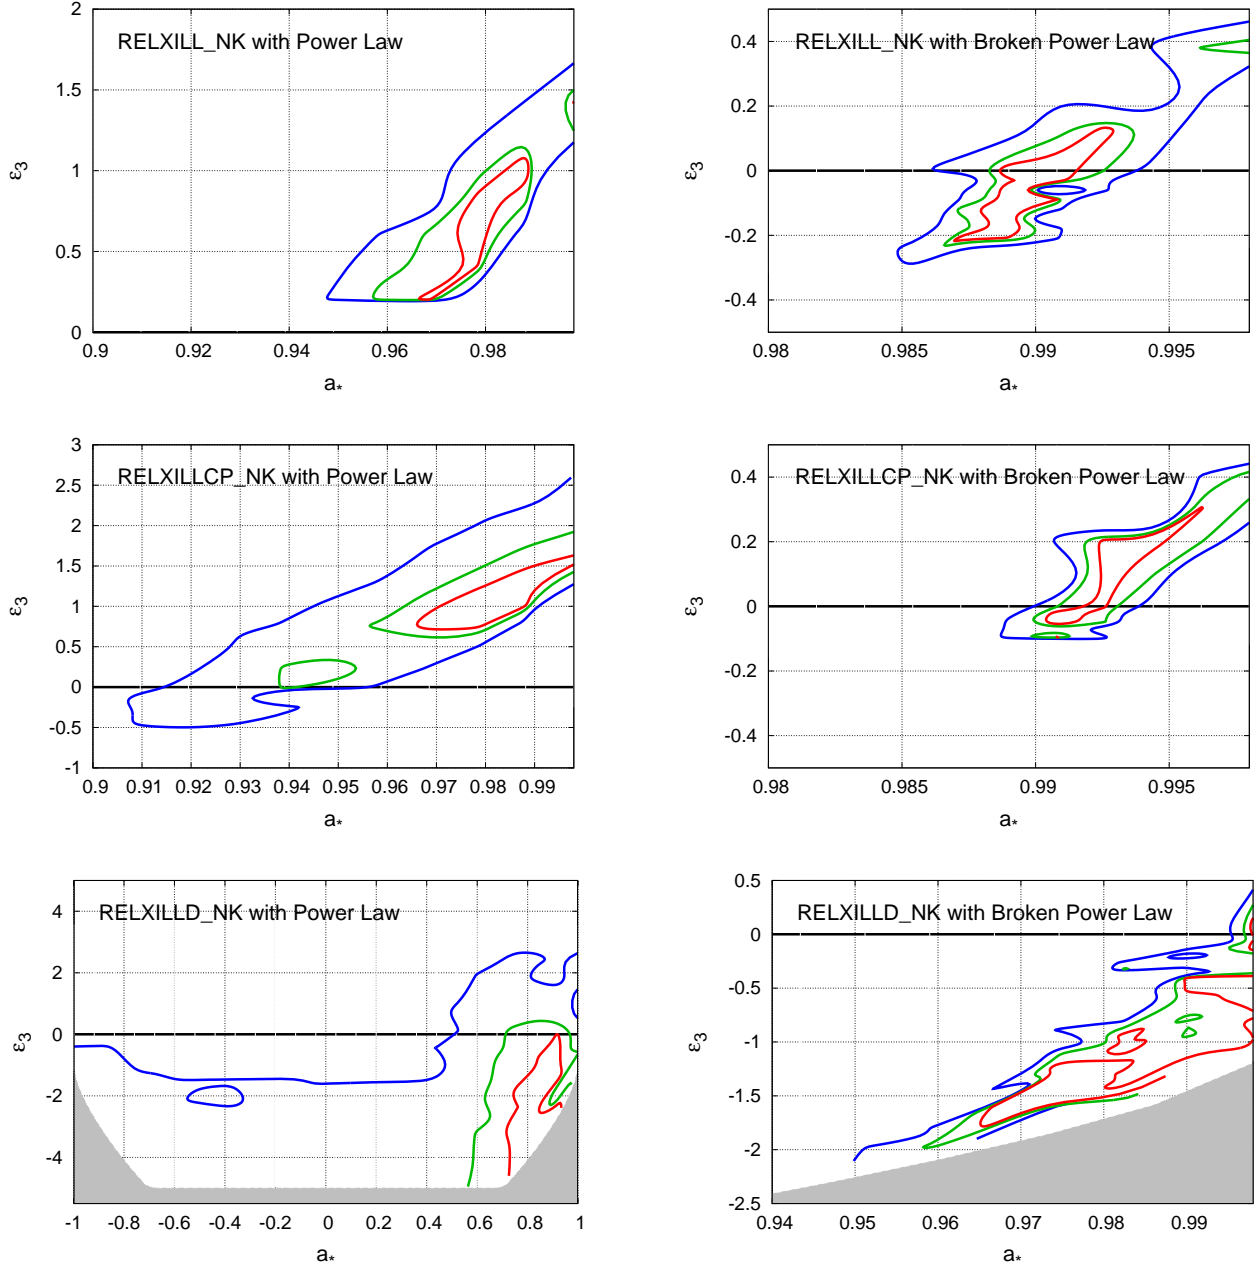 RELXILL_NK with Power Law
2
1.5
1
0.5
0
ε3
0.9 0.92 0.94 0.96 0.98
a*
RELXILL_NK with Broken Power Law
0.4
0.2
0
-0.2
-0.4
ε3
0.98 0.985 0.99 0.995
a*
RELXILLCP_NK with Power Law
3
2.5
2
1.5
1
0.5
0
-0.5
-1
ε3
0.9 0.91 0.92 0.93 0.94 0.95 0.96 0.97 0.98 0.99
a*
RELXILLCP_NK with Broken Power Law
0.4
0.2
0
-0.2
-0.4
ε3
0.98 0.985 0.99 0.995
a*
RELXILLD_NK with Power Law
4
2
0
-2
-4
ε3
-1 -0.8 -0.6 -0.4 -0.2 0 0.2 0.4 0.6 0.8 1
a*
RELXILLD_NK with Broken Power Law
0.5
0
-0.5
-1
-1.5
-2
-2.5
ε3
0.94 0.95 0.96 0.97 0.98 0.99
a*